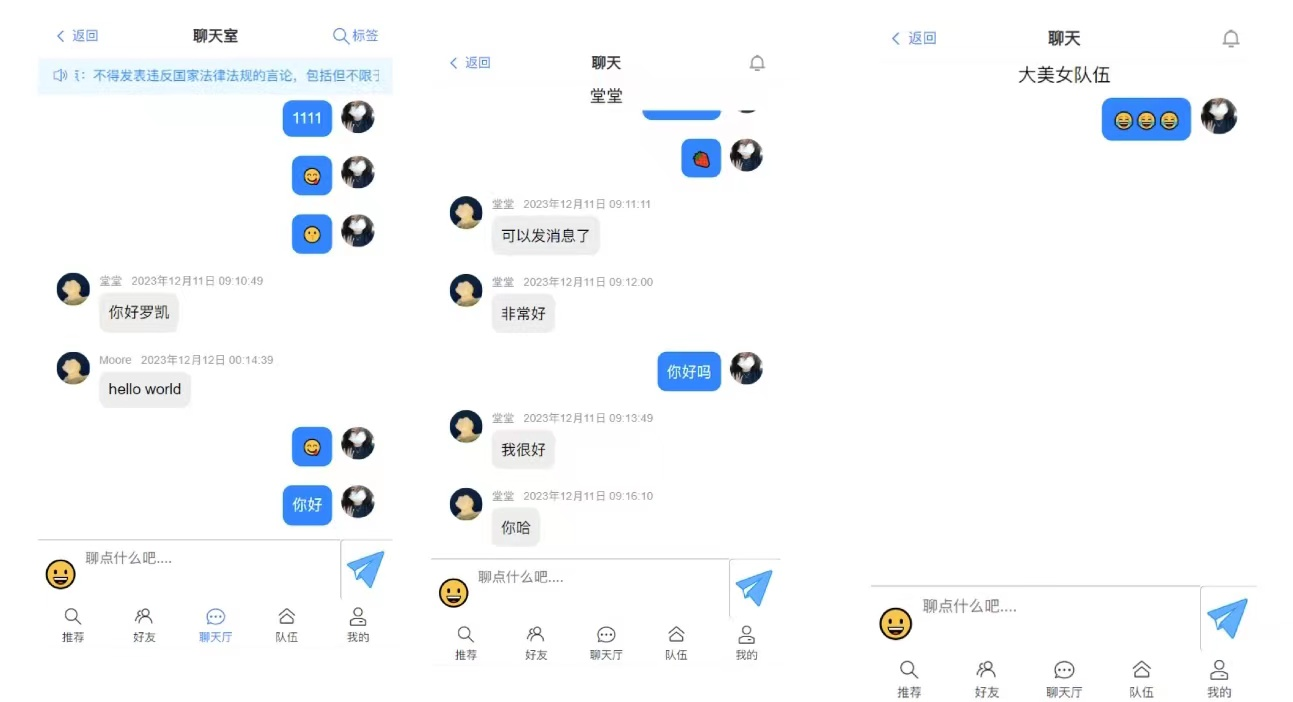 返回
聊天室
标签
不得发表违反国家法律法规的言论，包括但不限于
1111
堂堂 2023年12月11日 09:10:49
你好罗凯
Moore 2023年12月12日 00:14:39
hello world
你好
聊点什么吧....
推荐
好友
聊天厅
队伍
我的
返回
聊天
堂堂
堂堂 2023年12月11日 09:11:11
可以发消息了
堂堂 2023年12月11日 09:12:00
非常好
你好吗
堂堂 2023年12月11日 09:13:49
我很好
堂堂 2023年12月11日 09:16:10
你哈
聊点什么吧....
推荐
好友
聊天厅
队伍
我的
返回
聊天
大美女队伍
聊点什么吧....
推荐
好友
聊天厅
队伍
我的